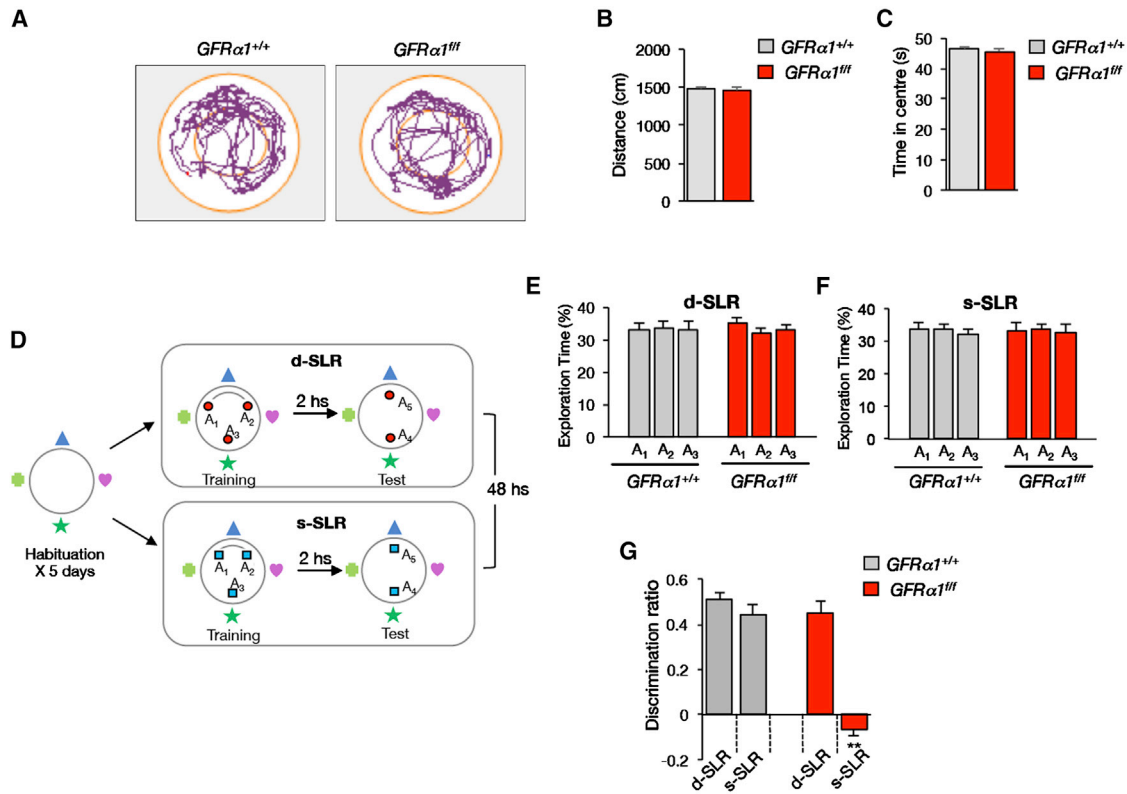 A
GFRα1+/+
GFRα1f/f
B
Distance (cm)
2000
1500
1000
500
0
GFRα1+/+
GFRα1f/f
C
Time in centre (s)
50
40
30
20
10
0
GFRα1+/+
GFRα1f/f
D
Habituation
X 5 days
d-SLR
A1
A2
A3
Training
2 hs
A5
A4
Test
s-SLR
A1
A2
A3
Training
2 hs
A5
A4
Test
48 hs
E
d-SLR
Exploration Time (%)
40
30
20
10
0
A1 A2 A3
A1 A2 A3
GFRα1+/+
GFRα1f/f
F
s-SLR
Exploration Time (%)
40
30
20
10
0
A1 A2 A3
A1 A2 A3
GFRα1+/+
GFRα1f/f
G
Discrimination ratio
0.6
0.4
0.2
0
-0.2
GFRα1+/+
GFRα1f/f
**
d-SLR
s-SLR
d-SLR
s-SLR